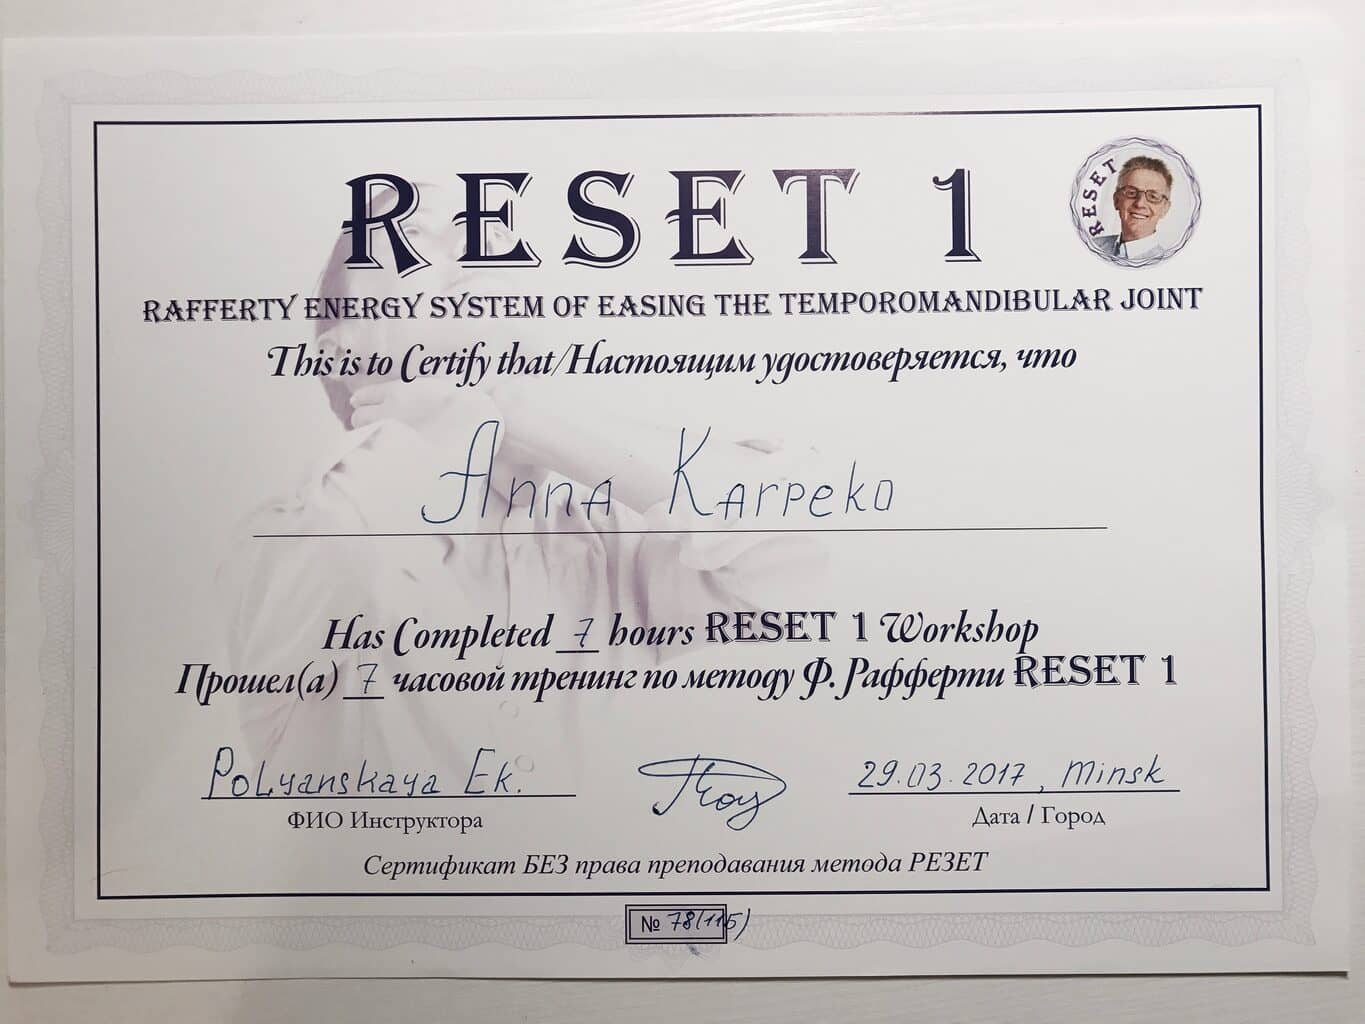 RESET 1
RESET
RAFFERTY ENERGY SYSTEM OF EASING THE TEMPOROMANDIBULAR JOINT
This is to Certify that/Настоящим удостоверяется, что
Anna Karpeko
Has Completed 7 hours RESET 1 Workshop
Прошел(а) 7 часовой тренинг по методу Ф. Рафферти RESET 1
Polyanskaya Ek.
29.03.2017, Minsk
ФИО Инструктора
Дата / Город
Сертификат БЕЗ права преподавания метода РЕЗЕТ
№ 78(115)